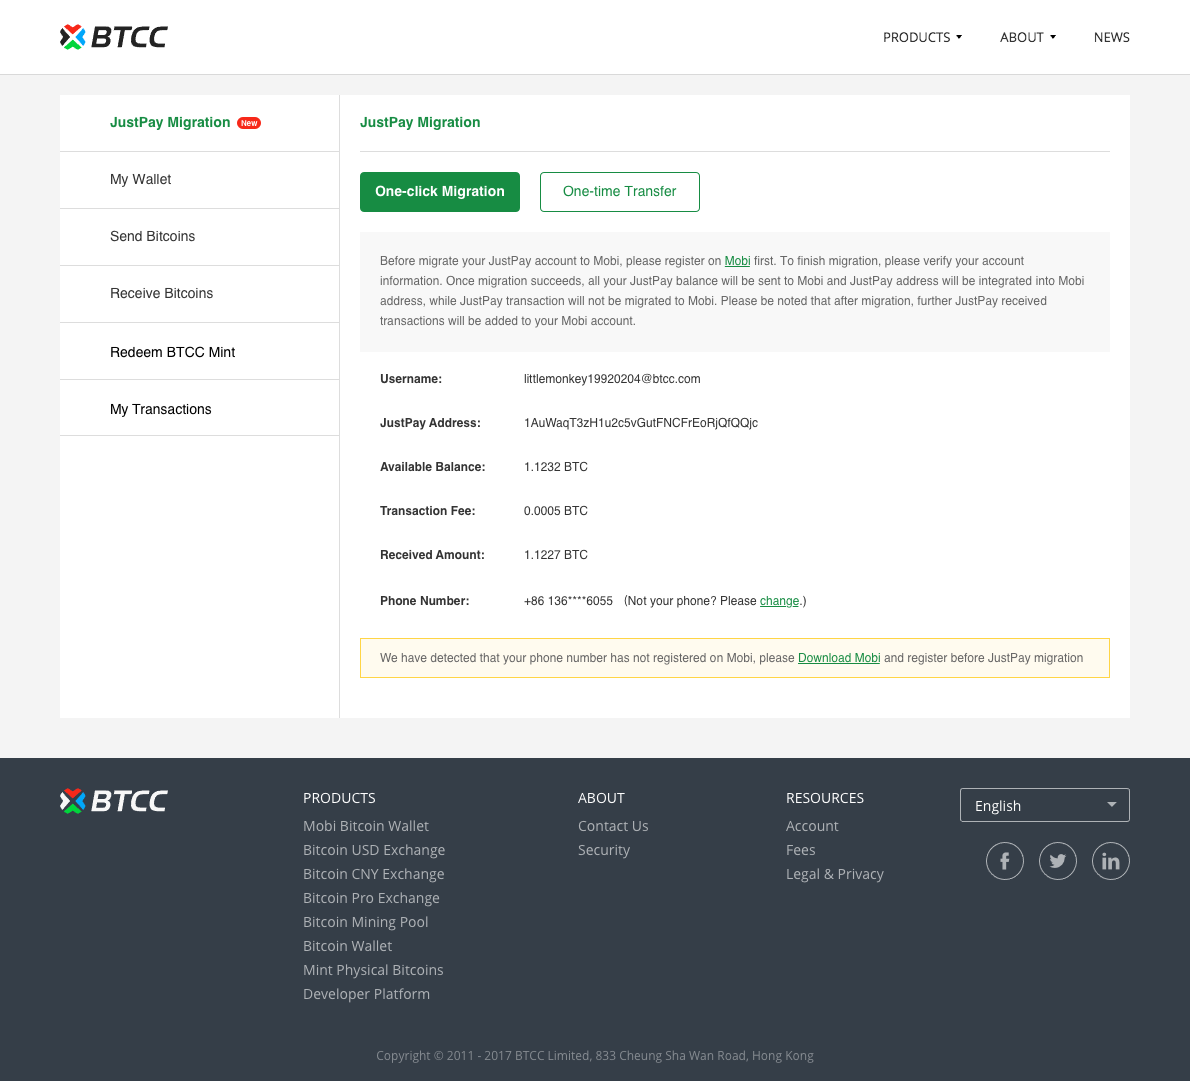 BTCC
PRODUCTS
ABOUT
NEWS
JustPay Migration New
My Wallet
Send Bitcoins
Receive Bitcoins
Redeem BTCC Mint
My Transactions
JustPay Migration
One-click Migration
One-time Transfer
Before migrate your JustPay account to Mobi, please register on Mobi first. To finish migration, please verify your account
information. Once migration succeeds, all your JustPay balance will be sent to Mobi and JustPay address will be integrated into Mobi
address, while JustPay transaction will not be migrated to Mobi. Please be noted that after migration, further JustPay received
transactions will be added to your Mobi account.
Username: littlemonkey19920204@btcc.com
JustPay Address: 1AuWaqT3zH1u2c5vGutFNCFrEoRjQfQQjc
Available Balance: 1.1232 BTC
Transaction Fee: 0.0005 BTC
Received Amount: 1.1227 BTC
Phone Number: +86 136****6055 (Not your phone? Please change.)
We have detected that your phone number has not registered on Mobi, please Download Mobi and register before JustPay migration
BTCC
PRODUCTS
Mobi Bitcoin Wallet
Bitcoin USD Exchange
Bitcoin CNY Exchange
Bitcoin Pro Exchange
Bitcoin Mining Pool
Bitcoin Wallet
Mint Physical Bitcoins
Developer Platform
ABOUT
Contact Us
Security
RESOURCES
Account
Fees
Legal & Privacy
English
Copyright © 2011 - 2017 BTCC Limited, 833 Cheung Sha Wan Road, Hong Kong